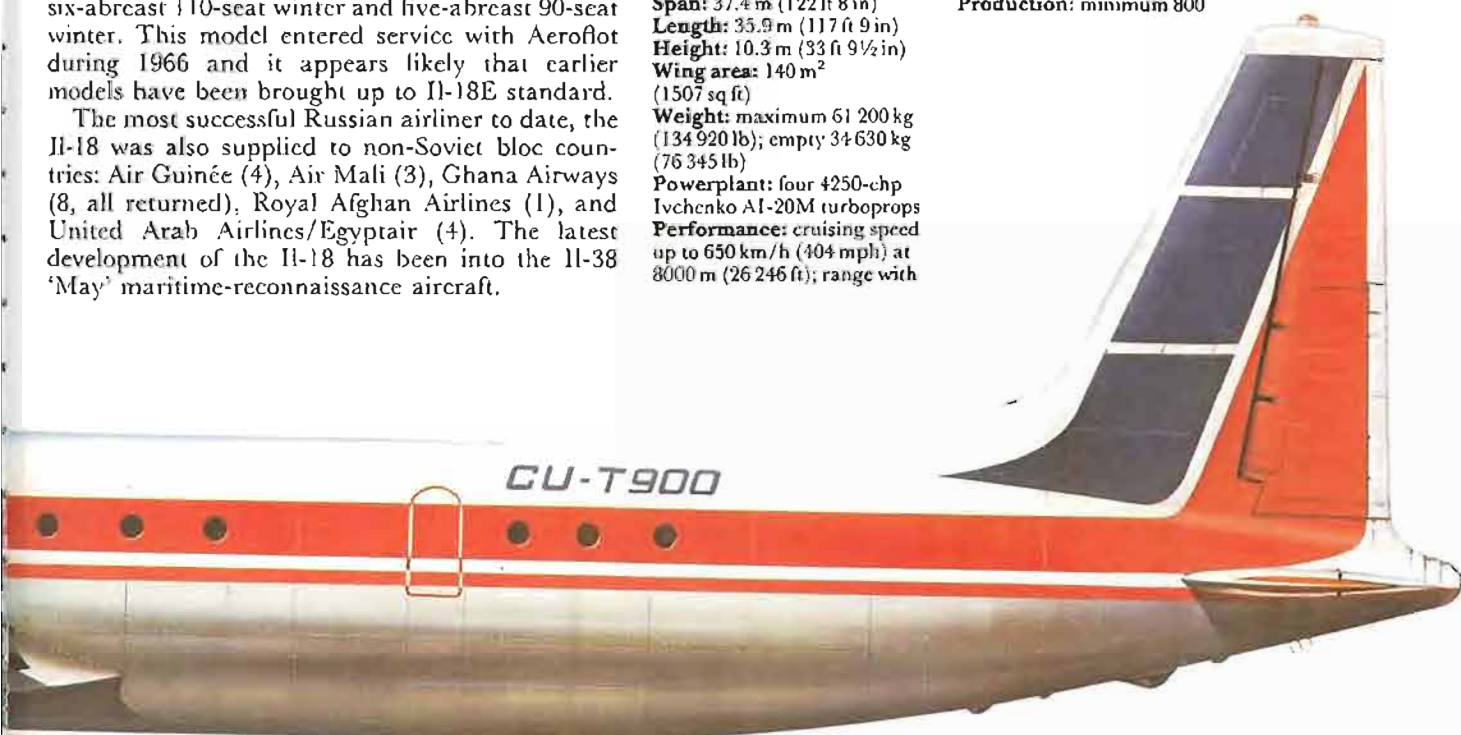 six-abreast 110-seat winter and five-abreast 90-seat
winter. This model entered service with Aeroflot
during 1966 and it appears likely that earlier
models have been brought up to Il-18E standard.
The most successful Russian airliner to date, the
Il-18 was also supplied to non-Soviet bloc coun-
tries: Air Guinée (4), Air Mali (3), Ghana Airways
(8, all returned), Royal Afghan Airlines (1), and
United Arab Airlines/Egyptair (4). The latest
development of the Il-18 has been into the Il-38
‘May’ maritime-reconnaissance aircraft.
Span: 37.4 m (122 ft 8 in)
Length: 35.9 m (117 ft 9 in)
Height: 10.3 m (33 ft 9½ in)
Wing area: 140 m²
(1507 sq ft)
Weight: maximum 61 200 kg
(134 920 lb); empty 34 630 kg
(76 345 lb)
Powerplant: four 4250-ehp
Ivchenko AI-20M turboprops
Performance: cruising speed
up to 650 km/h (404 mph) at
8000 m (26 246 ft); range with
Production: minimum 800
CU-T900